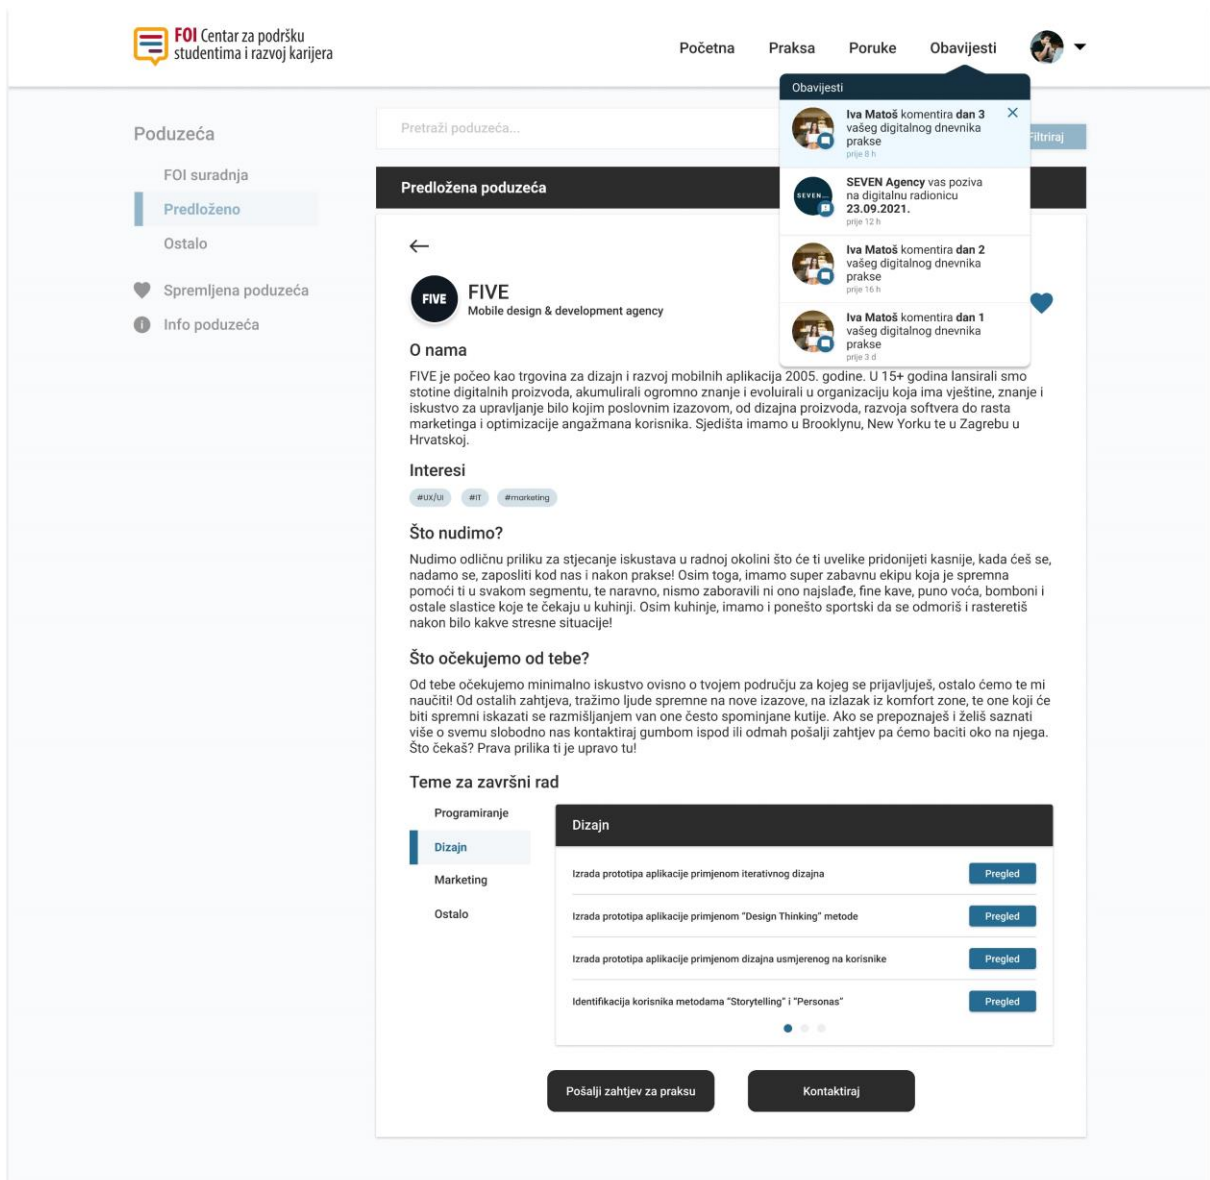 FOI Centar za podršku
studentima i razvoj karijera
Početna
Praksa
Poruke
Obavijesti
Obavijesti
Iva Matoš komentira dan 3
vašeg digitalnog dnevnika
prakse
prije 8 h
SEVEN...
SEVEN Agency vas poziva
na digitalnu radionicu
23.09.2021.
prije 12 h
Iva Matoš komentira dan 2
vašeg digitalnog dnevnika
prakse
prije 16 h
Iva Matoš komentira dan 1
vašeg digitalnog dnevnika
prakse
prije 3 d
Poduzeća
FOI suradnja
Predloženo
Ostalo
Spremljena poduzeća
Info poduzeća
Pretraži poduzeća...
Filtriraj
Predložena poduzeća
FIVE
FIVE
Mobile design & development agency
O nama
FIVE je počeo kao trgovina za dizajn i razvoj mobilnih aplikacija 2005. godine. U 15+ godina lansirali smo
stotine digitalnih proizvoda, akumulirali ogromno znanje i evoluirali u organizaciju koja ima vještine, znanje i
iskustvo za upravljanje bilo kojim poslovnim izazovom, od dizajna proizvoda, razvoja softvera do rasta
marketinga i optimizacije angažmana korisnika. Sjedišta imamo u Brooklynu, New Yorku te u Zagrebu u
Hrvatskoj.
Interesi
#UX/UI
#IT
#marketing
Što nudimo?
Nudimo odličnu priliku za stjecanje iskustava u radnoj okolini što će ti uvelike pridonijeti kasnije, kada ćeš se,
nadamo se, zaposliti kod nas i nakon prakse! Osim toga, imamo super zabavnu ekipu koja je spremna
pomoći ti u svakom segmentu, te naravno, nismo zaboravili ni ono najslađe, fine kave, puno voća, bomboni i
ostale slastice koje te čekaju u kuhinji. Osim kuhinje, imamo i ponešto sportski da se odmoriš i rasteretiš
nakon bilo kakve stresne situacije!
Što očekujemo od tebe?
Od tebe očekujemo minimalno iskustvo ovisno o tvojem području za kojeg se prijavljuješ, ostalo ćemo te mi
naučiti! Od ostalih zahtjeva, tražimo ljude spremne na nove izazove, na izlazak iz komfort zone, te one koji će
biti spremni iskazati se razmišljanjem van one često spominjane kutije. Ako se prepoznaješ i želiš saznati
više o svemu slobodno nas kontaktiraj gumbom ispod ili odmah pošalji zahtjev pa ćemo baciti oko na njega.
Što čekaš? Prava prilika ti je upravo tu!
Teme za završni rad
Programiranje
Dizajn
Marketing
Ostalo
Dizajn
Izrada prototipa aplikacije primjenom iterativnog dizajna
Pregled
Izrada prototipa aplikacije primjenom "Design Thinking" metode
Pregled
Izrada prototipa aplikacije primjenom dizajna usmjerenog na korisnike
Pregled
Identifikacija korisnika metodama "Storytelling" i "Personas"
Pregled
Pošalji zahtjev za praksu
Kontaktiraj